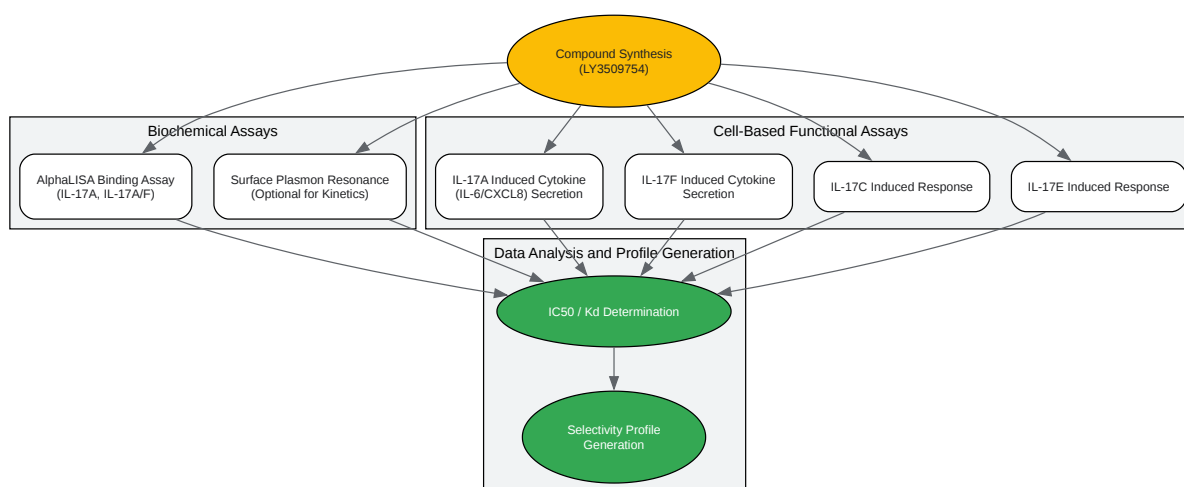 Compound Synthesis
(LY3509754)
Biochemical Assays
Cell-Based Functional Assays
AlphaLISA Binding Assay
(IL-17A, IL-17A/F)
Surface Plasmon Resonance
(Optional for Kinetics)
IL-17A Induced Cytokine
(IL-6/CXCL8) Secretion
IL-17F Induced Cytokine
Secretion
IL-17C Induced Response
IL-17E Induced Response
Data Analysis and Profile Generation
IC50 / Kd Determination
Selectivity Profile
Generation